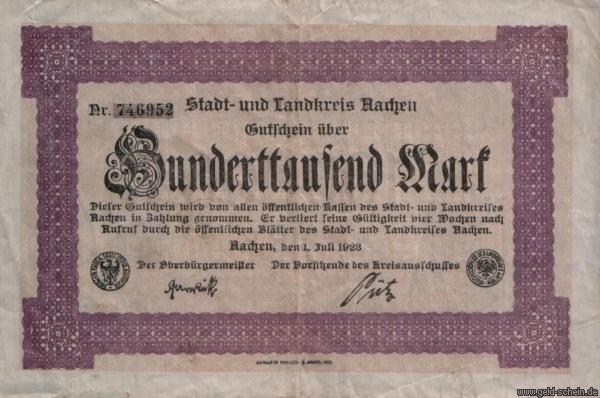 Nr. 746952
Stadt- und Landkreis Aachen
Gutschein über
Hunderttausend Mark
Dieser Gutschein wird von allen öffentlichen Kassen des Stadt- und Landkreises
Aachen in Zahlung genommen. Er verliert seine Gültigkeit vier Wochen nach
Aufruf durch die öffentlichen Blätter des Stadt- und Landkreises Aachen.
Aachen, den 1. Juli 1923
Der Oberbürgermeister Der Vorsitzende des Kreisausschusses
www.geld-schein.de